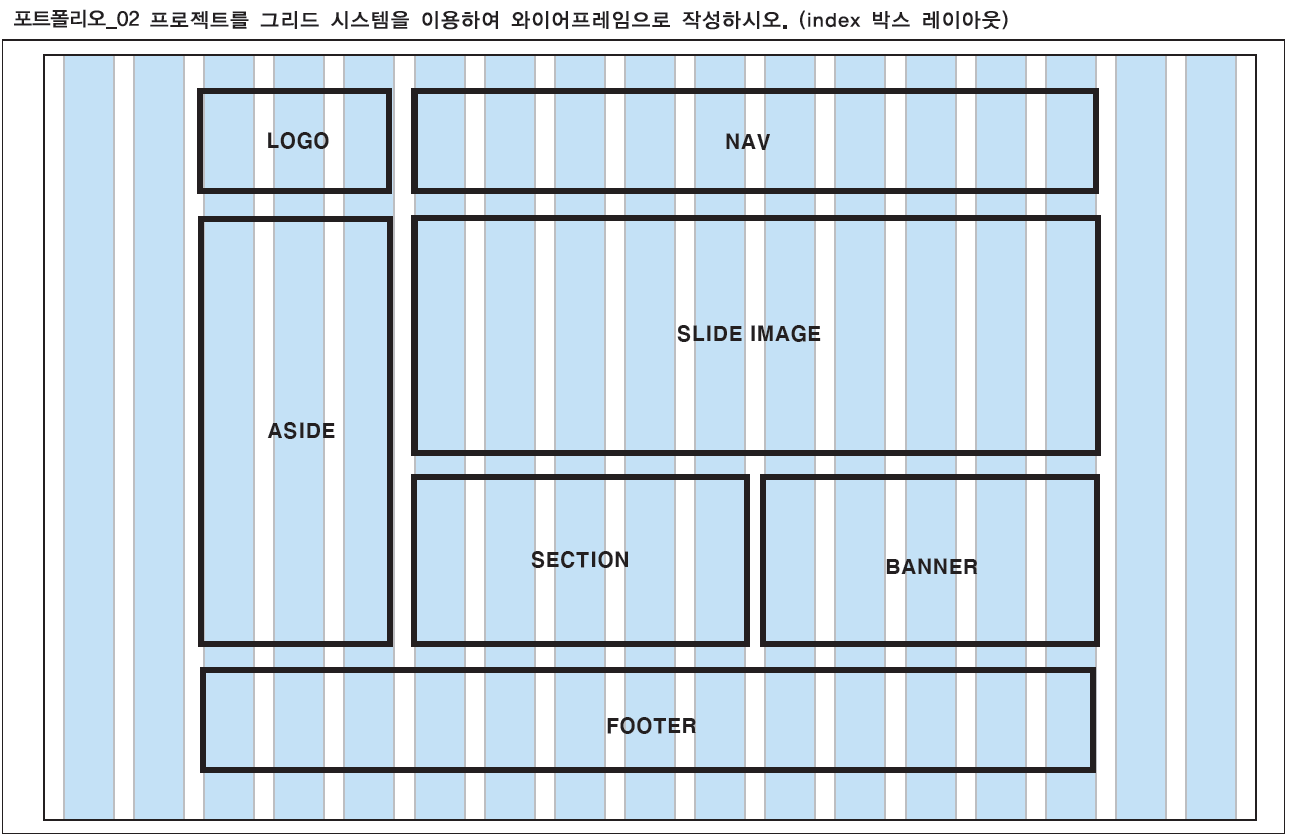 포트폴리오_02 프로젝트를 그리드 시스템을 이용하여 와이어프레임으로 작성하시오. (index 박스 레이아웃)
LOGO
NAV
SLIDE IMAGE
ASIDE
SECTION
BANNER
FOOTER